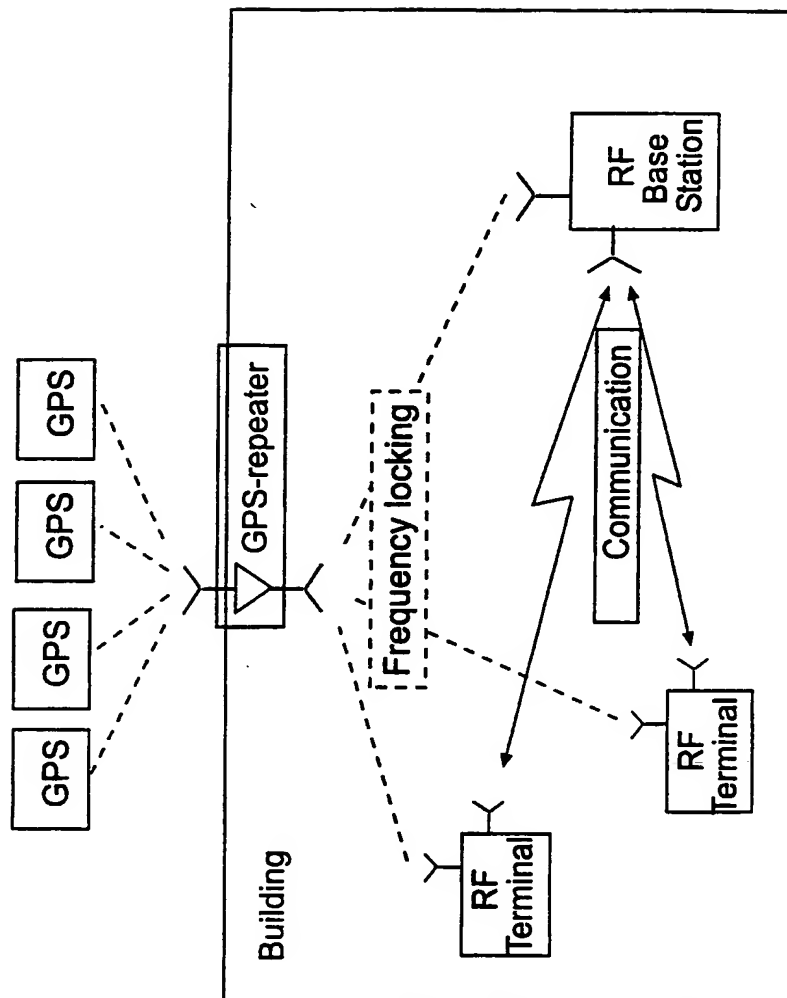 GPS
GPS
GPS
GPS
Building
GPS-repeater
Frequency locking
RF
Terminal
Communication
RF
Base
Station
RF
Terminal